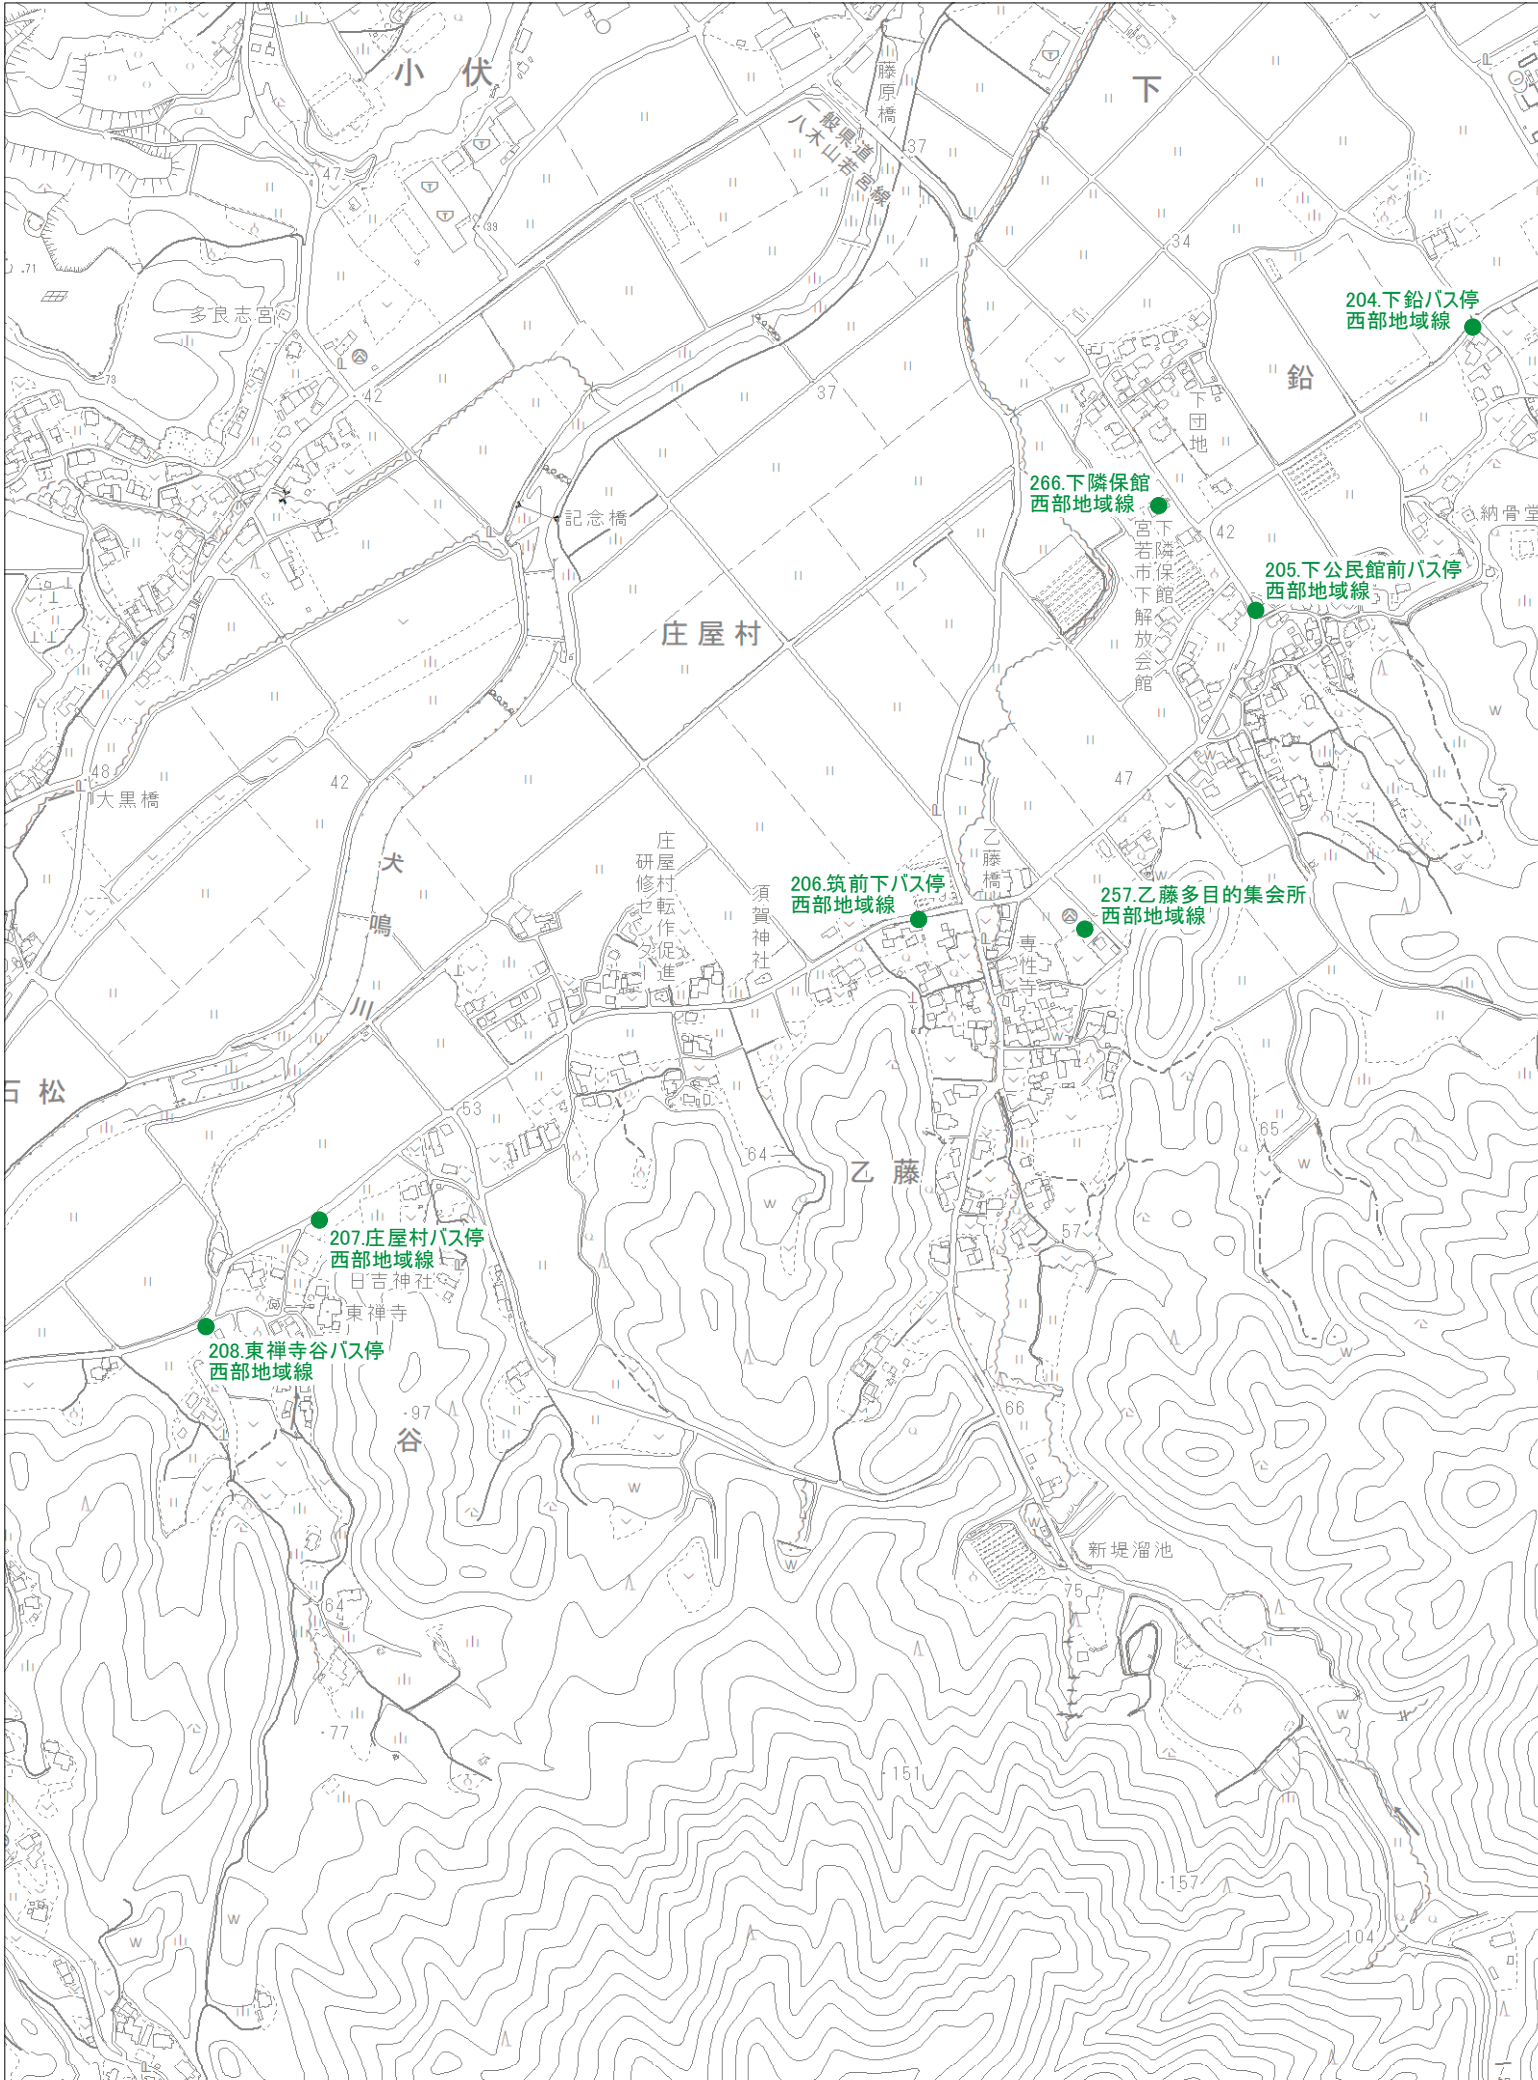 小伏
下
藤原橋
一般県道
八木山若宮線
37
47
39
34
71
多良志宮
204.下鉛バス停
西部地域線
73
42
37
鉛
下団地
266.下隣保館
西部地域線
記念橋
納骨堂
42
下隣保館
宮若市下解放会館
205.下公民館前バス停
西部地域線
庄屋村
48
大黒橋
42
47
犬鳴川
庄屋村転作促進
研修センター
須賀神社
乙藤橋
206.筑前下バス停
西部地域線
257.乙藤多目的集会所
西部地域線
専性寺
石松
53
65
64
乙藤
207.庄屋村バス停
西部地域線
57
日吉神社
東禅寺
208.東禅寺谷バス停
西部地域線
97
谷
66
新堤溜池
75
64
77
151
157
104